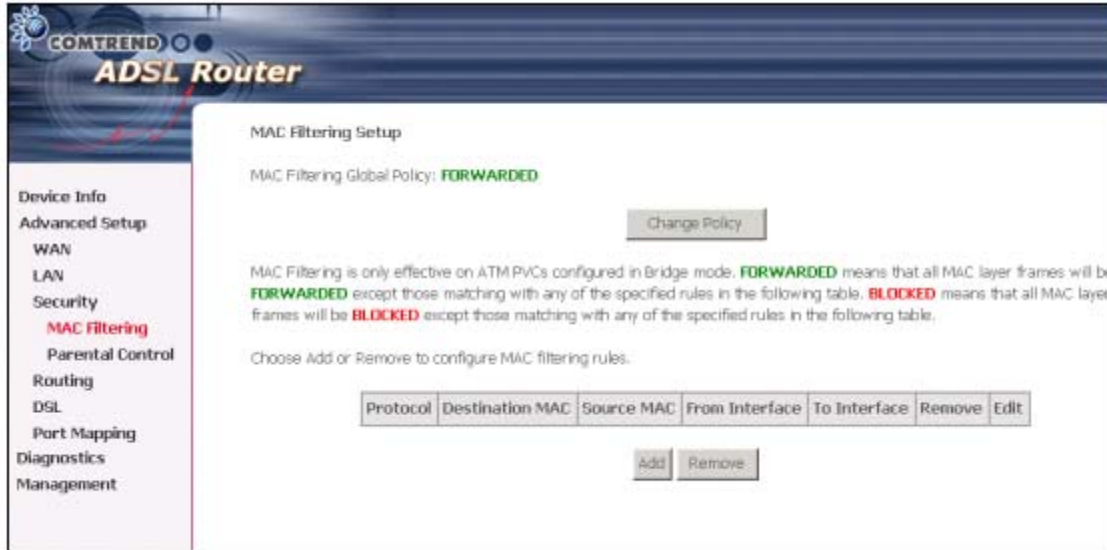 COMTREND
ADSL Router
Device Info
Advanced Setup
WAN
LAN
Security
MAC Filtering
Parental Control
Routing
DSL
Port Mapping
Diagnostics
Management
MAC Filtering Setup
MAC Filtering Global Policy: FORWARDED
Change Policy
MAC Filtering is only effective on ATM PVCs configured in Bridge mode. FORWARDED means that all MAC layer frames will be
FORWARDED except those matching with any of the specified rules in the following table. BLOCKED means that all MAC layer
frames will be BLOCKED except those matching with any of the specified rules in the following table.
Choose Add or Remove to configure MAC filtering rules.
Protocol Destination MAC Source MAC From Interface To Interface Remove Edit
Add Remove